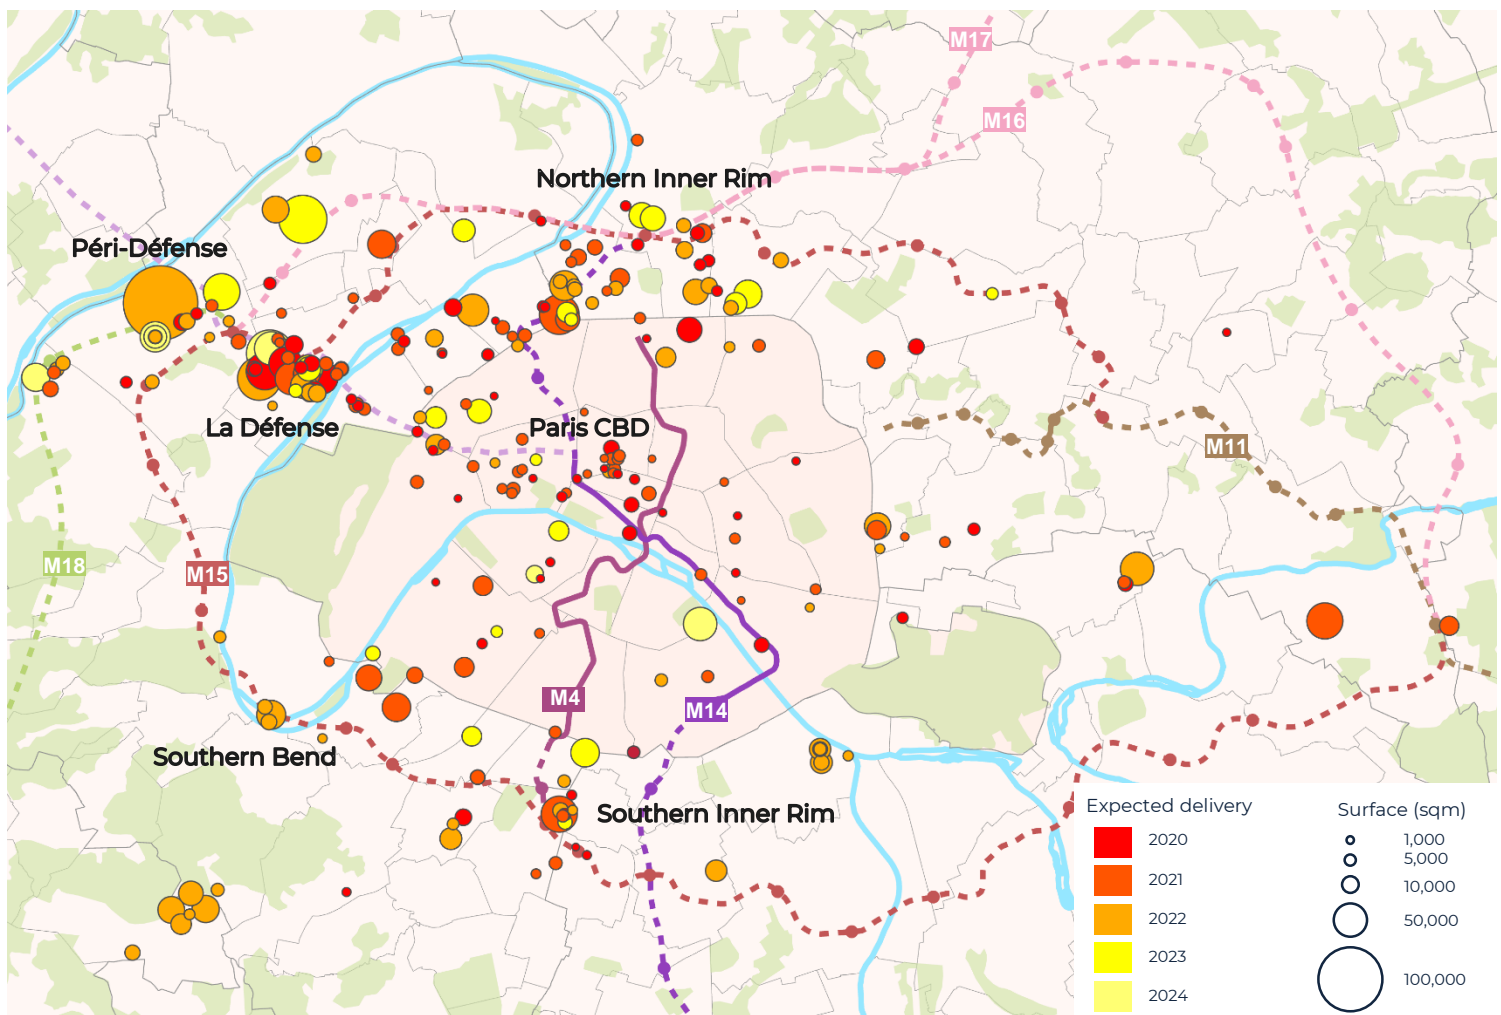 M17
M16
Northern Inner Rim
Péri-Défense
La Défense
Paris CBD
M11
M18
M15
M4
M14
Southern Bend
Southern Inner Rim
Expected delivery
2020
2021
2022
2023
2024
Surface (sqm)
1,000
5,000
10,000
50,000
100,000